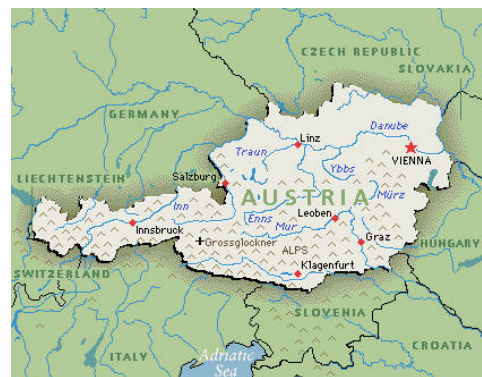 CZECH REPUBLIC
SLOVAKIA
GERMANY
Danube
Linz
Traun
VIENNA
Ybbs
LIECHTENSTEIN
Salzburg
AUSTRIA
Mürz
Inn
Enns
Leoben
Innsbruck
Mur
Grossglockner
ALPS
Graz
HUNGARY
SWITZERLAND
Klagenfurt
SLOVENIA
CROATIA
ITALY
Adriatic
Sea